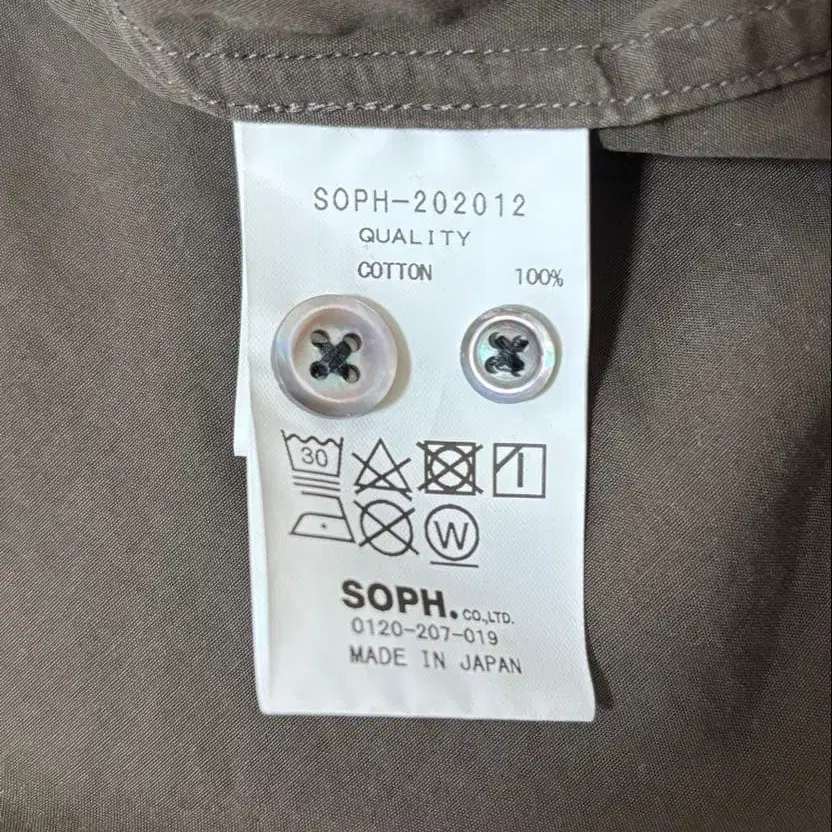 SOPH-202012
QUALITY
COTTON 100%
30
W
SOPH. CO.,LTD.
0120-207-019
MADE IN JAPAN